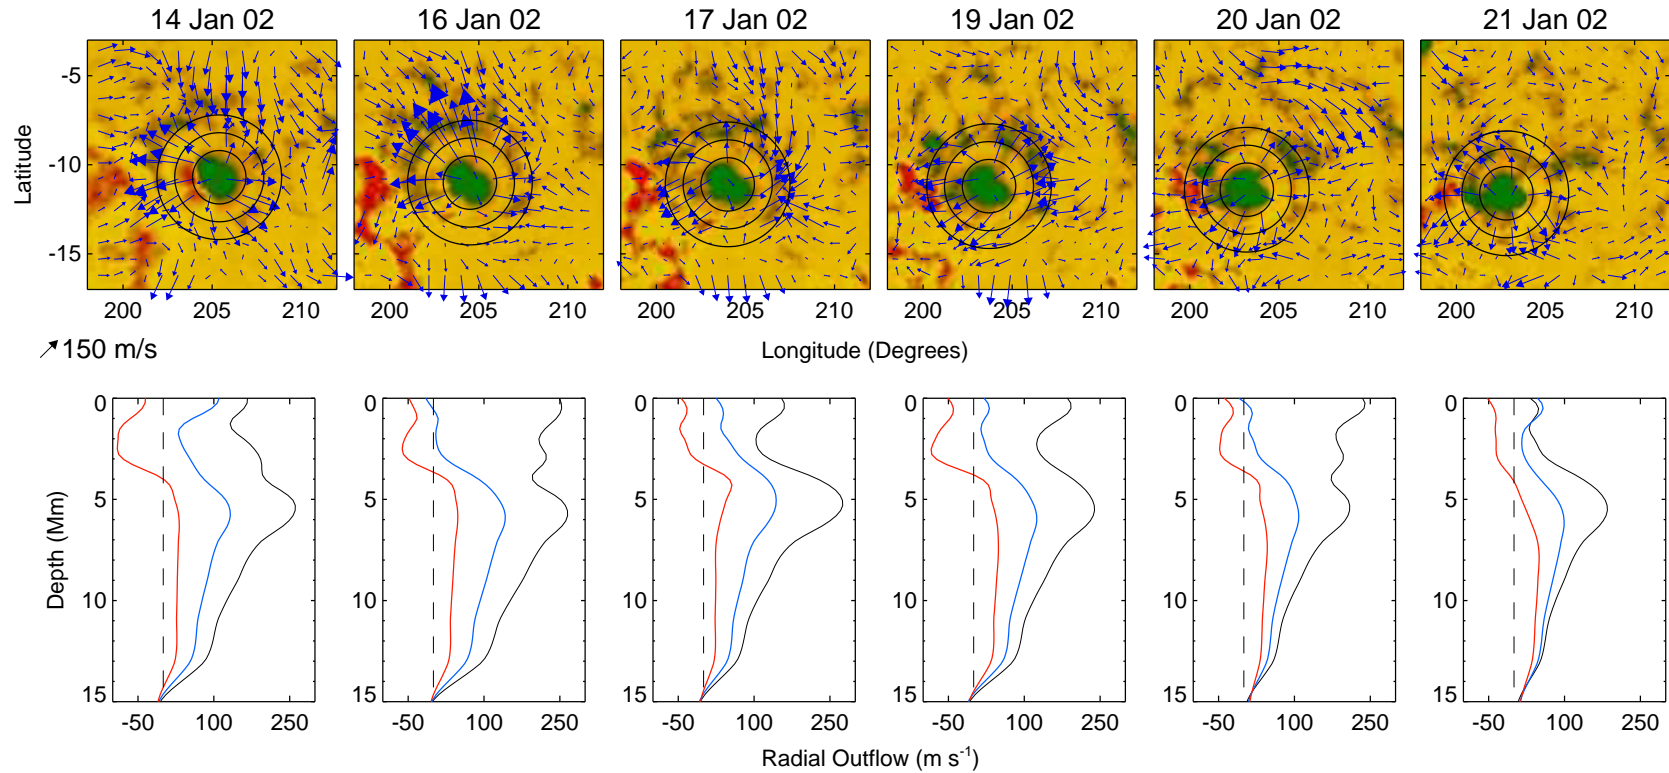 14 Jan 02 16 Jan 02 17 Jan 02 19 Jan 02 20 Jan 02 21 Jan 02
-5
-10
-15
Latitude
200 205 210 200 205 210 200 205 210 200 205 210 200 205 210 200 205 210
150 m/s
Longitude (Degrees)
0 0 0 0 0 0
5 5 5 5 5 5
10 10 10 10 10 10
15 15 15 15 15 15
Depth (Mm)
-50 100 250 -50 100 250 -50 100 250 -50 100 250 -50 100 250 -50 100 250
Radial Outflow (m s⁻¹)